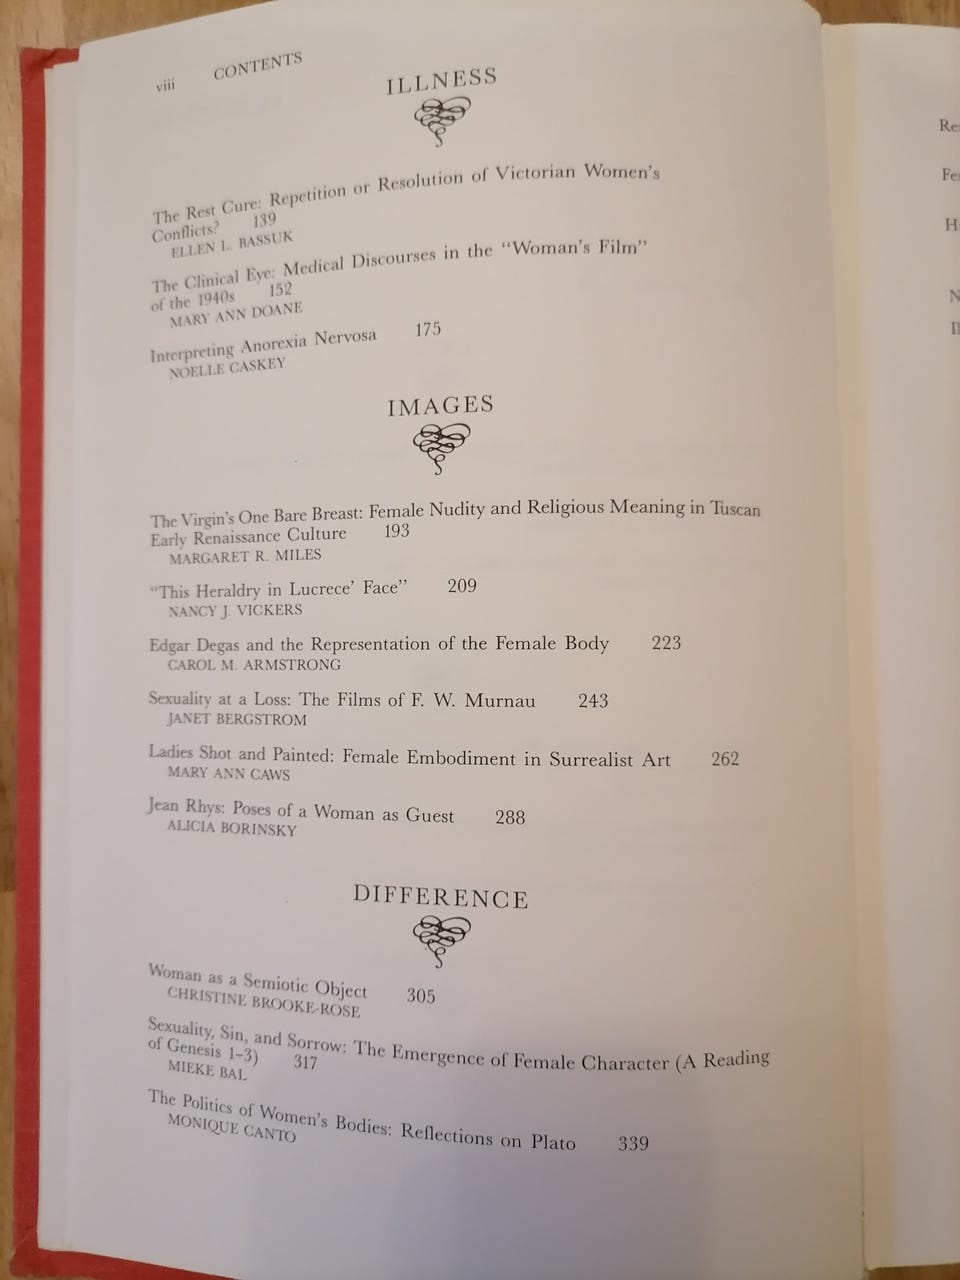 viii CONTENTS
ILLNESS
The Rest Cure: Repetition or Resolution of Victorian Women's
Conflicts? 139
ELLEN L. BASSUK
The Clinical Eye: Medical Discourses in the "Woman's Film"
of the 1940s 152
MARY ANN DOANE
Interpreting Anorexia Nervosa 175
NOELLE CASKEY
IMAGES
The Virgin's One Bare Breast: Female Nudity and Religious Meaning in Tuscan
Early Renaissance Culture 193
MARGARET R. MILES
"This Heraldry in Lucrece' Face" 209
NANCY J. VICKERS
Edgar Degas and the Representation of the Female Body 223
CAROL M. ARMSTRONG
Sexuality at a Loss: The Films of F. W. Murnau 243
JANET BERGSTROM
Ladies Shot and Painted: Female Embodiment in Surrealist Art 262
MARY ANN CAWS
Jean Rhys: Poses of a Woman as Guest 288
ALICIA BORINSKY
DIFFERENCE
Woman as a Semiotic Object 305
CHRISTINE BROOKE-ROSE
Sexuality, Sin, and Sorrow: The Emergence of Female Character (A Reading
of Genesis 1–3) 317
MIEKE BAL
The Politics of Women's Bodies: Reflections on Plato 339
MONIQUE CANTO